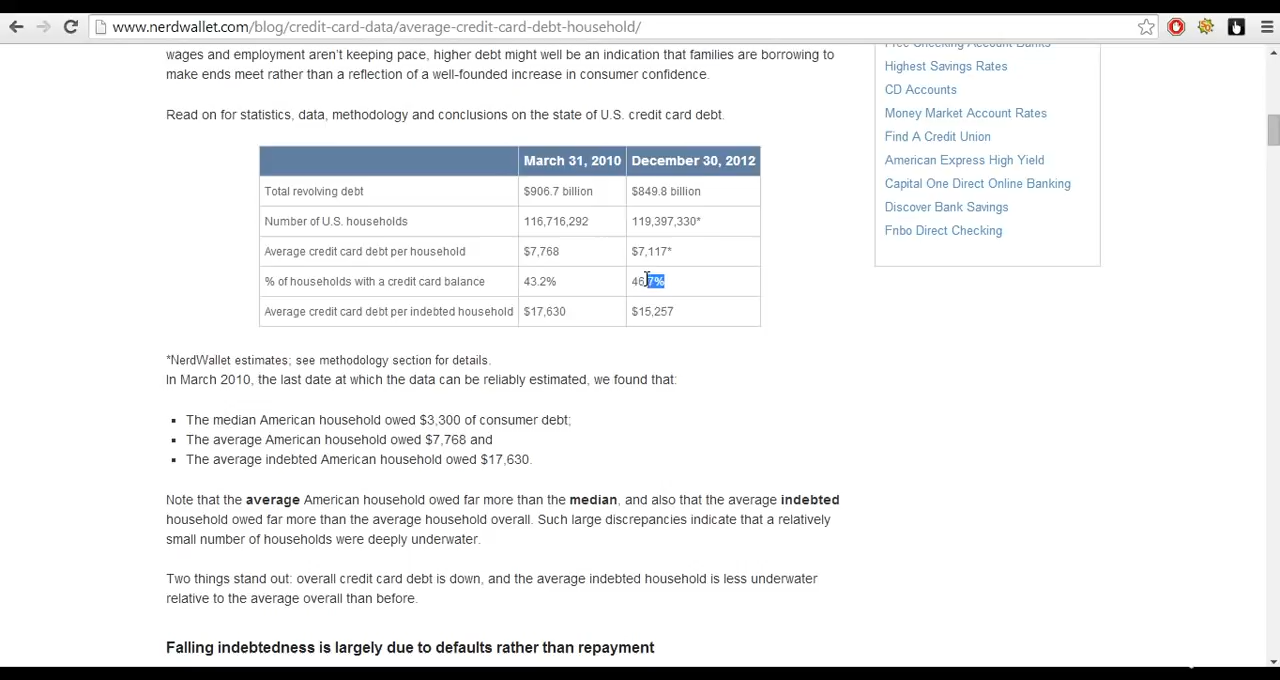 www.nerdwallet.com/blog/credit-card-data/average-credit-card-debt-household/
wages and employment aren't keeping pace, higher debt might well be an indication that families are borrowing to
make ends meet rather than a reflection of a well-founded increase in consumer confidence.
Read on for statistics, data, methodology and conclusions on the state of U.S. credit card debt.
March 31, 2010 December 30, 2012
Total revolving debt $906.7 billion $849.8 billion
Number of U.S. households 116,716,292 119,397,330*
Average credit card debt per household $7,768 $7,117*
% of households with a credit card balance 43.2% 46.7%
Average credit card debt per indebted household $17,630 $15,257
*NerdWallet estimates; see methodology section for details.
In March 2010, the last date at which the data can be reliably estimated, we found that:
▪ The median American household owed $3,300 of consumer debt;
▪ The average American household owed $7,768 and
▪ The average indebted American household owed $17,630.
Note that the average American household owed far more than the median, and also that the average indebted
household owed far more than the average household overall. Such large discrepancies indicate that a relatively
small number of households were deeply underwater.
Two things stand out: overall credit card debt is down, and the average indebted household is less underwater
relative to the average overall than before.
Falling indebtedness is largely due to defaults rather than repayment
Free Checking Account Banks
Highest Savings Rates
CD Accounts
Money Market Account Rates
Find A Credit Union
American Express High Yield
Capital One Direct Online Banking
Discover Bank Savings
Fnbo Direct Checking